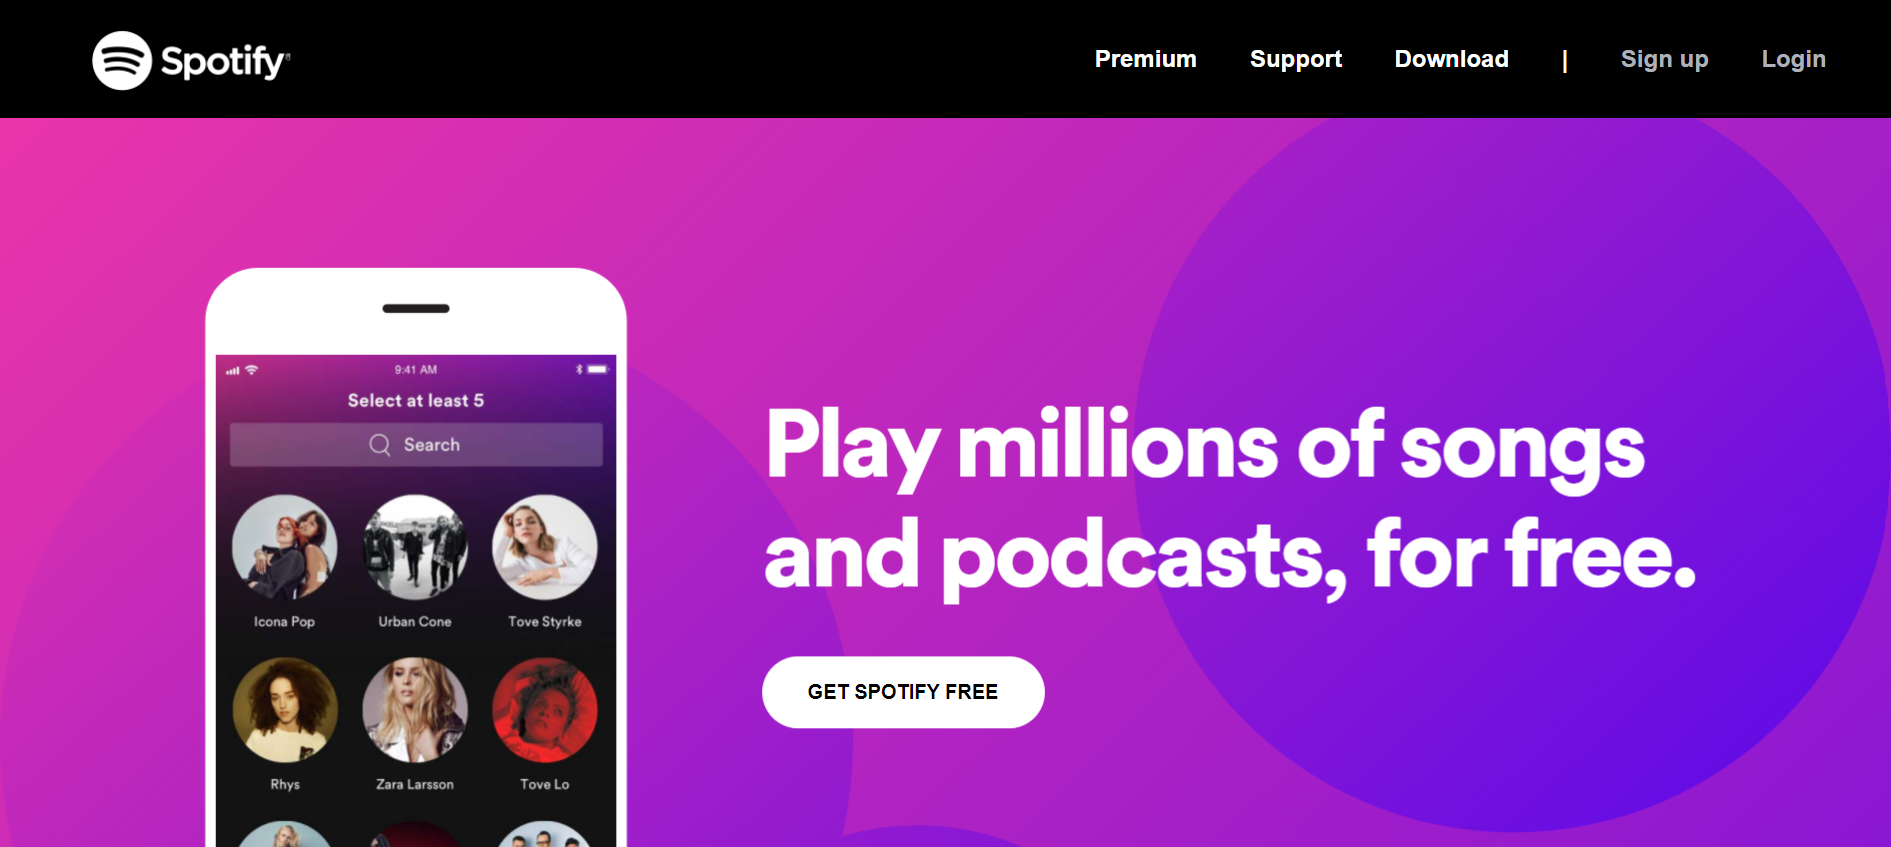 Spotify®
Premium Support Download | Sign up Login
9:41 AM
Select at least 5
Search
Icona Pop Urban Cone Tove Styrke
Rhys Zara Larsson Tove Lo
Play millions of songs
and podcasts, for free.
GET SPOTIFY FREE